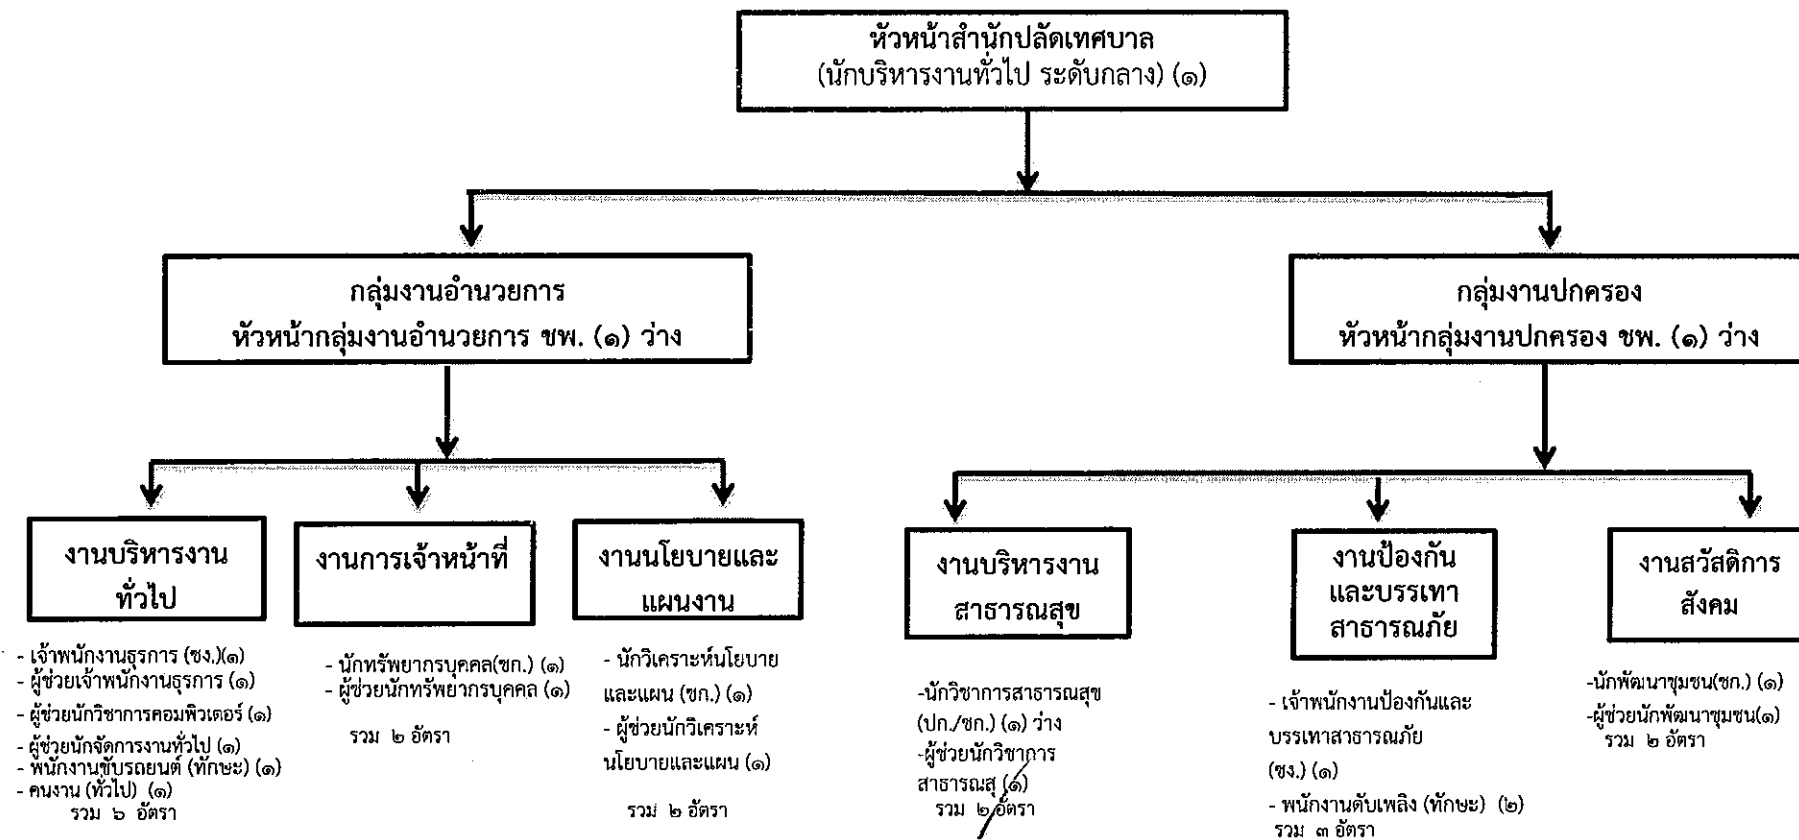 หัวหน้าสำนักปลัดเทศบาล
(นักบริหารงานทั่วไป ระดับกลาง) (๑)
กลุ่มงานอำนวยการ
หัวหน้ากลุ่มงานอำนวยการ ชพ. (๑) ว่าง
กลุ่มงานปกครอง
หัวหน้ากลุ่มงานปกครอง ชพ. (๑) ว่าง
งานบริหารงาน
ทั่วไป
- เจ้าพนักงานธุรการ (ชง.)(๑)
- ผู้ช่วยเจ้าพนักงานธุรการ (๑)
- ผู้ช่วยนักวิชาการคอมพิวเตอร์ (๑)
- ผู้ช่วยนักจัดการงานทั่วไป (๑)
- พนักงานขับรถยนต์ (ทักษะ) (๑)
- คนงาน (ทั่วไป) (๑)
รวม ๖ อัตรา
งานการเจ้าหน้าที่
- นักทรัพยากรบุคคล(ชก.) (๑)
- ผู้ช่วยนักทรัพยากรบุคคล (๑)
รวม ๒ อัตรา
งานนโยบายและ
แผนงาน
- นักวิเคราะห์นโยบาย
และแผน (ชก.) (๑)
- ผู้ช่วยนักวิเคราะห์
นโยบายและแผน (๑)
รวม ๒ อัตรา
งานบริหารงาน
สาธารณสุข
-นักวิชาการสาธารณสุข
(ปก./ชก.) (๑) ว่าง
-ผู้ช่วยนักวิชาการ
สาธารณสุ (๑)
รวม ๒ อัตรา
งานป้องกัน
และบรรเทา
สาธารณภัย
- เจ้าพนักงานป้องกันและ
บรรเทาสาธารณภัย
(ชง.) (๑)
- พนักงานดับเพลิง (ทักษะ) (๒)
รวม ๓ อัตรา
งานสวัสดิการ
สังคม
-นักพัฒนาชุมชน(ชก.) (๑)
-ผู้ช่วยนักพัฒนาชุมชน(๑)
รวม ๒ อัตรา